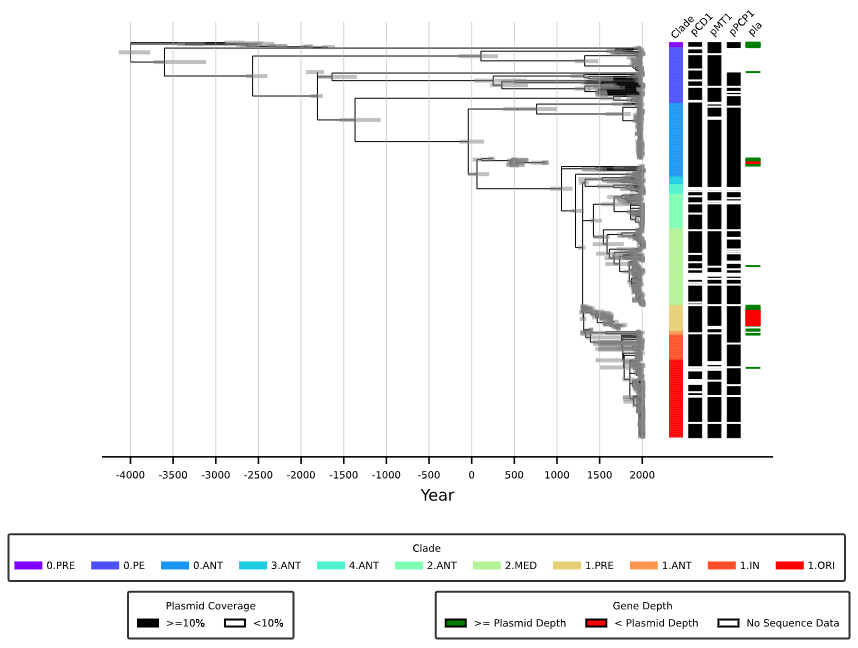 Clade pCD1 pMT1 pPCP1 pla
-4000 -3500 -3000 -2500 -2000 -1500 -1000 -500 0 500 1000 1500 2000
Year
Clade
0.PRE 0.PE 0.ANT 3.ANT 4.ANT 2.ANT 2.MED 1.PRE 1.ANT 1.IN 1.ORI
Plasmid Coverage
>=10% <10%
Gene Depth
>= Plasmid Depth < Plasmid Depth No Sequence Data